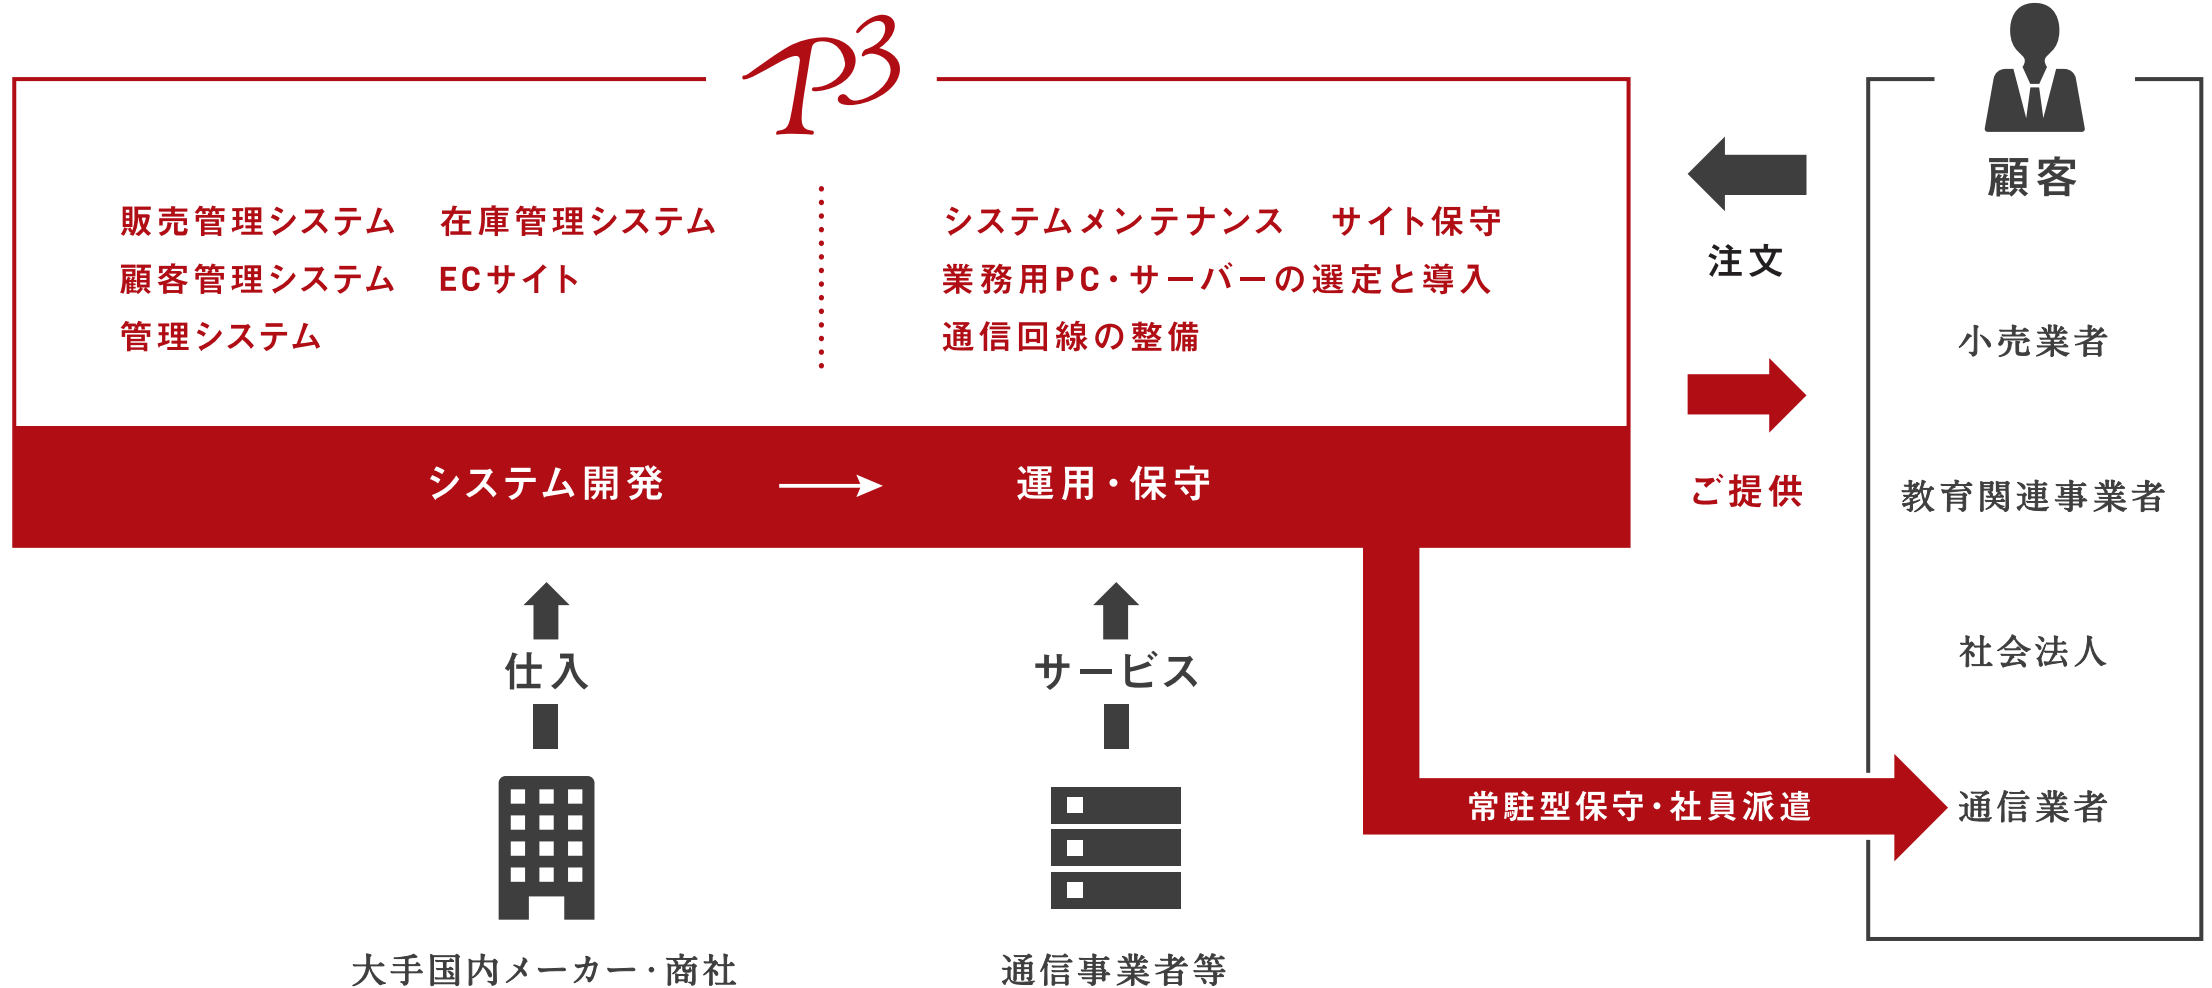 P3
販売管理システム 在庫管理システム
顧客管理システム ECサイト
管理システム
システムメンテナンス サイト保守
業務用PC・サーバーの選定と導入
通信回線の整備
システム開発
運用・保守
注文
ご提供
顧客
小売業者
教育関連事業者
社会法人
通信業者
常駐型保守・社員派遣
仕入
サービス
大手国内メーカー・商社
通信事業者等